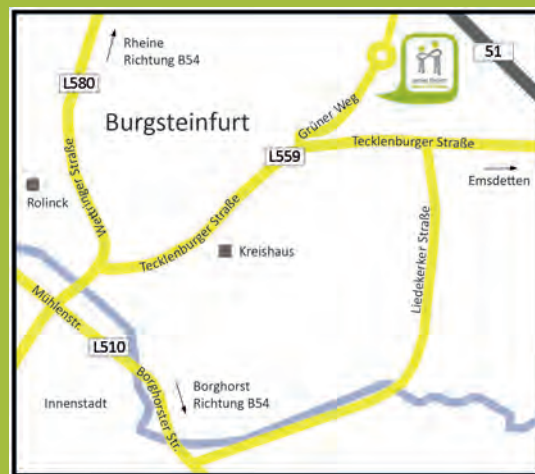 Rheine
Richtung B54
51
L580
Burgsteinfurt
Grüner Weg
L559
Tecklenburger Straße
Emsdetten
Wettringer Straße
Rolinck
Tecklenburger Straße
Kreishaus
Liedekerker Straße
Mühlenstr.
L510
Borghorster Str.
Borghorst
Richtung B54
Innenstadt